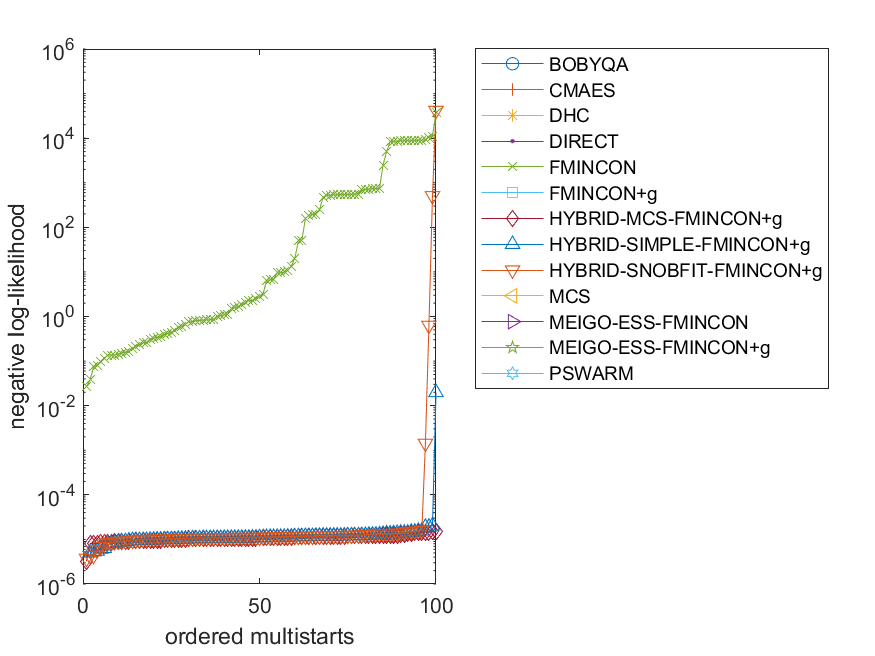 10^6
10^4
10^2
10^0
10^-2
10^-4
10^-6
negative log-likelihood
0
50
100
ordered multistarts
BOBYQA
CMAES
DHC
DIRECT
FMINCON
FMINCON+g
HYBRID-MCS-FMINCON+g
HYBRID-SIMPLE-FMINCON+g
HYBRID-SNOBFIT-FMINCON+g
MCS
MEIGO-ESS-FMINCON
MEIGO-ESS-FMINCON+g
PSWARM